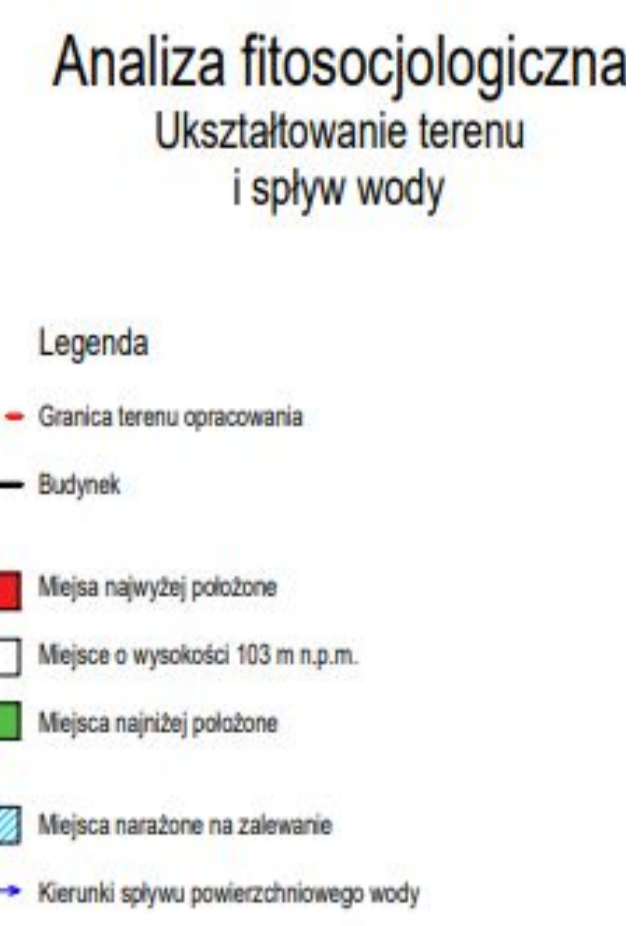 Analiza fitosocjologiczna
Ukształtowanie terenu
i spływ wody
Legenda
Granica terenu opracowania
Budynek
Miejsa najwyżej położone
Miejsce o wysokości 103 m n.p.m.
Miejsca najniżej położone
Miejsca narażone na zalewanie
Kierunki spływu powierzchniowego wody